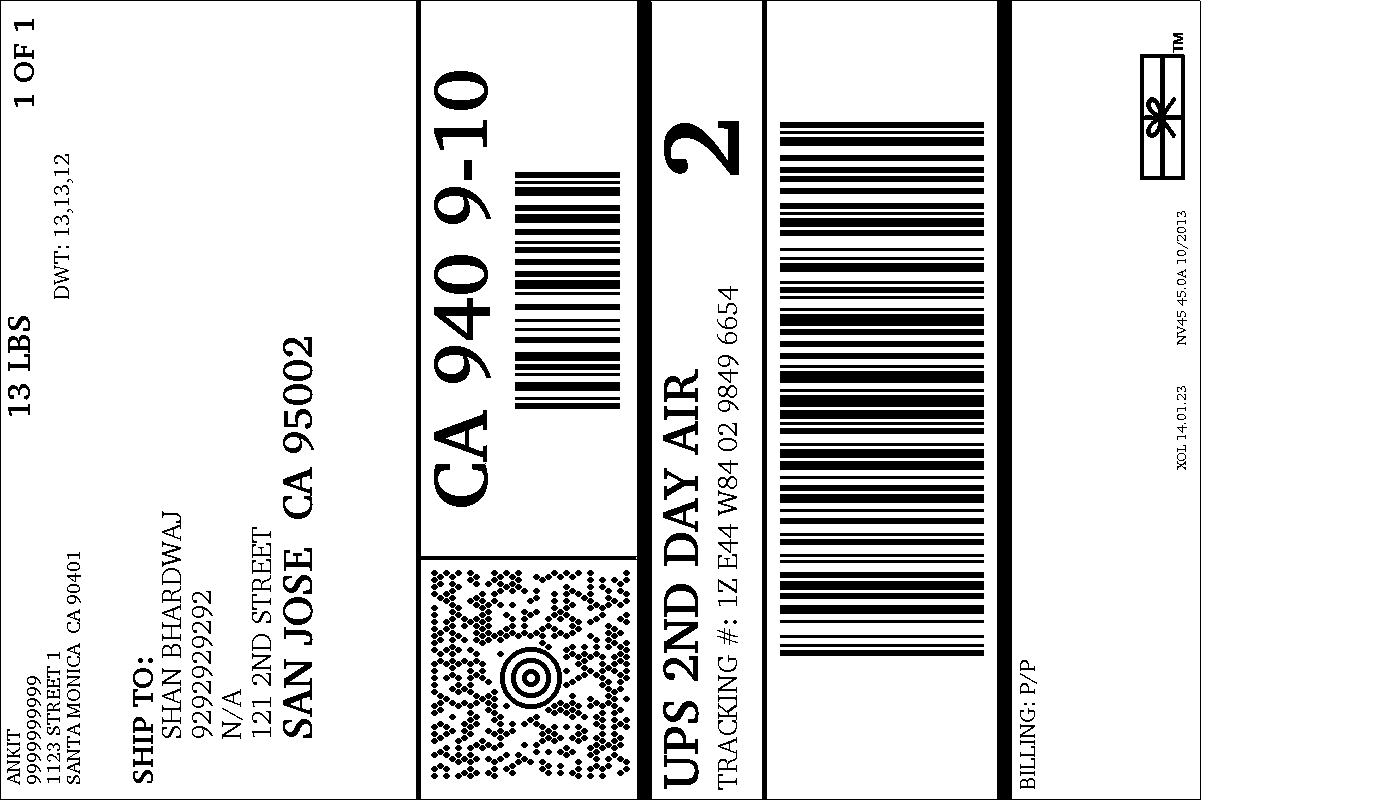 ANKIT
9999999999
1123 STREET 1
SANTA MONICA CA 90401
13 LBS
1 OF 1
DWT: 13,13,12
SHIP TO:
SHAN BHARDWAJ
9292929292
N/A
121 2ND STREET
SAN JOSE CA 95002
CA 940 9-10
UPS 2ND DAY AIR
2
TRACKING #: 1Z E44 W84 02 9849 6654
BILLING: P/P
XOL 14.01.23
NV45 45.0A 10/2013
TM